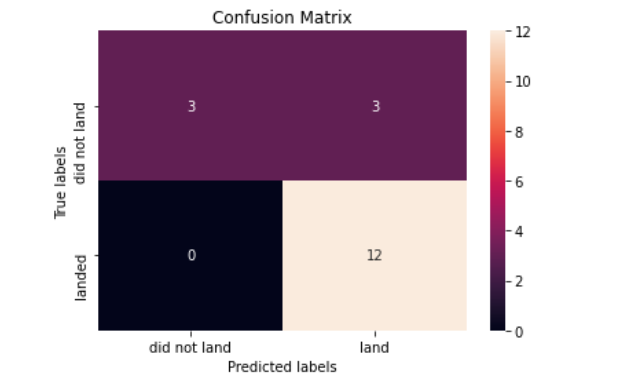 Confusion Matrix
True labels
did not land
landed
3
3
0
12
did not land
land
Predicted labels
12
10
8
6
4
2
0